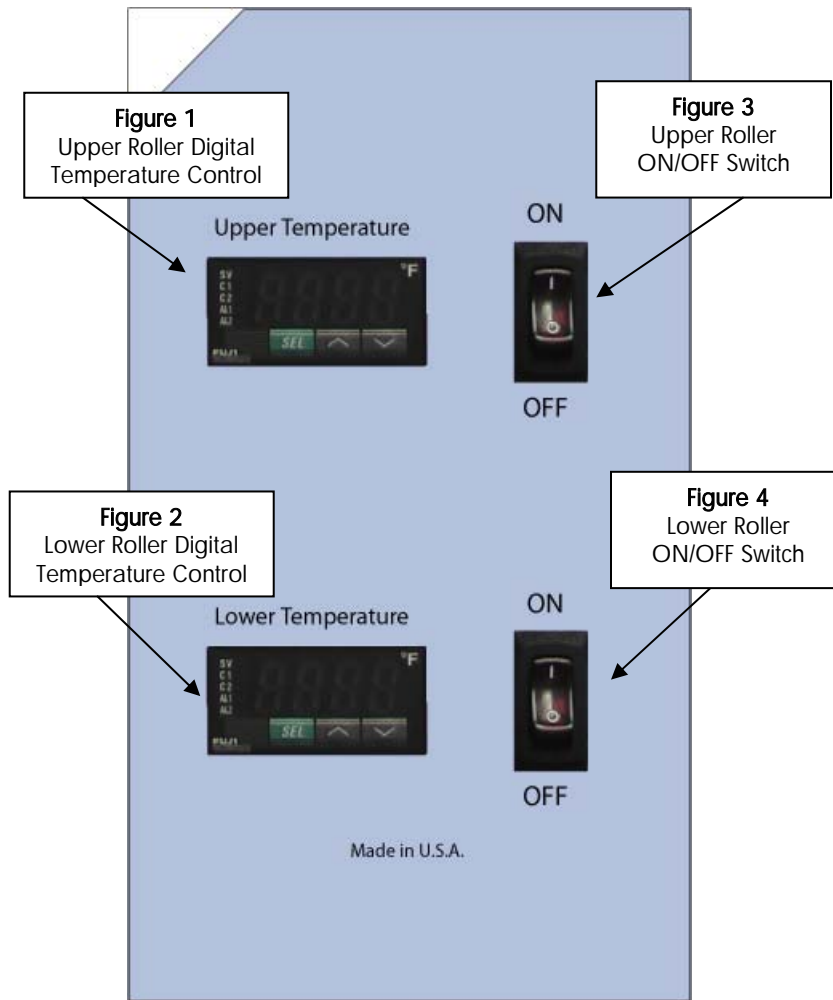 Figure 1
Upper Roller Digital
Temperature Control
Figure 3
Upper Roller
ON/OFF Switch
Upper Temperature
ON
°F
SV
C1
C2
AL1
AL2
SEL
FUJI
I
O
OFF
Figure 2
Lower Roller Digital
Temperature Control
Figure 4
Lower Roller
ON/OFF Switch
Lower Temperature
ON
°F
SV
C1
C2
AL1
AL2
SEL
FUJI
I
O
OFF
Made in U.S.A.